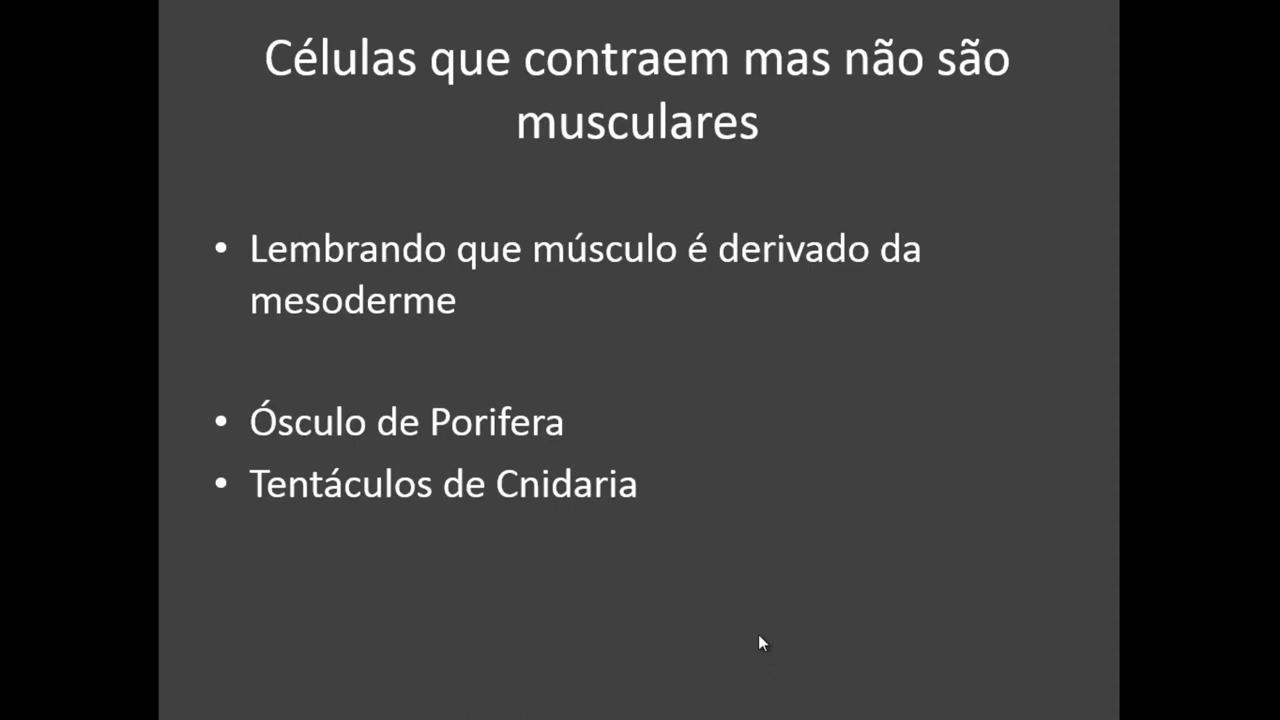 Células que contraem mas não são
musculares
• Lembrando que músculo é derivado da
mesoderme
• Ósculo de Porifera
• Tentáculos de Cnidaria